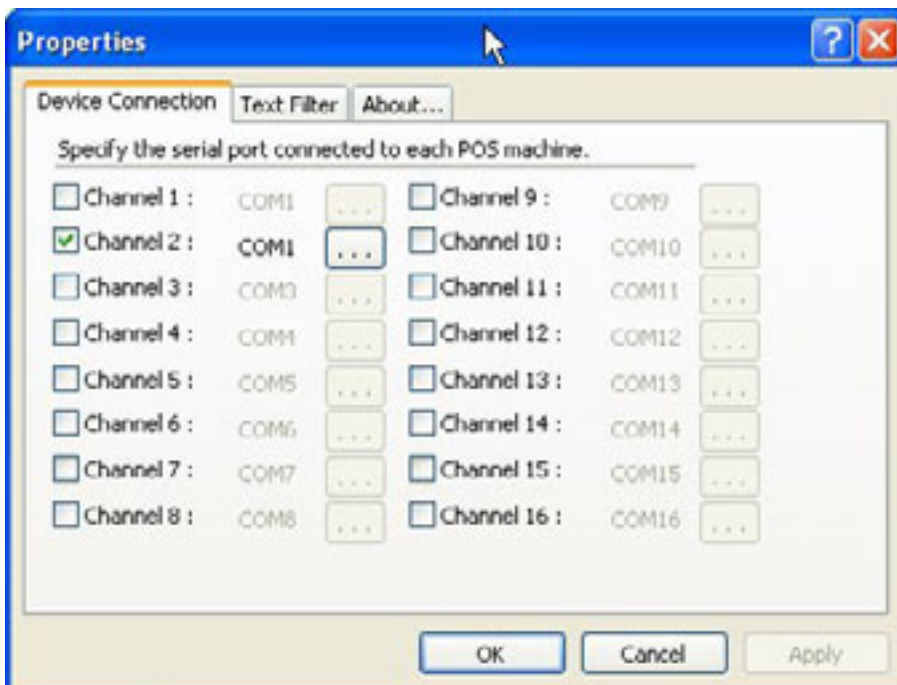 Properties
Device Connection Text Filter About...
Specify the serial port connected to each POS machine.
Channel 1 : COM1 ... Channel 9 : COM9 ...
Channel 2 : COM1 ... Channel 10 : COM10 ...
Channel 3 : COM3 ... Channel 11 : COM11 ...
Channel 4 : COM4 ... Channel 12 : COM12 ...
Channel 5 : COM5 ... Channel 13 : COM13 ...
Channel 6 : COM6 ... Channel 14 : COM14 ...
Channel 7 : COM7 ... Channel 15 : COM15 ...
Channel 8 : COM8 ... Channel 16 : COM16 ...
OK Cancel Apply